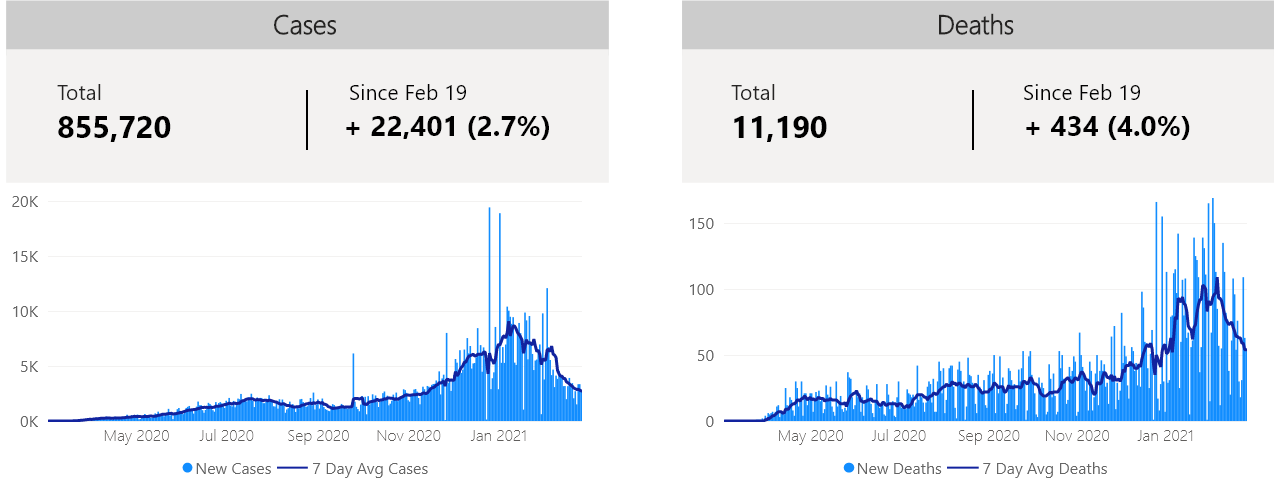 Cases
Total
Since Feb 19
855,720
+ 22,401 (2.7%)
20K
15K
10K
5K
0K
May 2020
Jul 2020
Sep 2020
Nov 2020
Jan 2021
New Cases
7 Day Avg Cases
Deaths
Total
Since Feb 19
11,190
+ 434 (4.0%)
150
100
50
0
May 2020
Jul 2020
Sep 2020
Nov 2020
Jan 2021
New Deaths
7 Day Avg Deaths